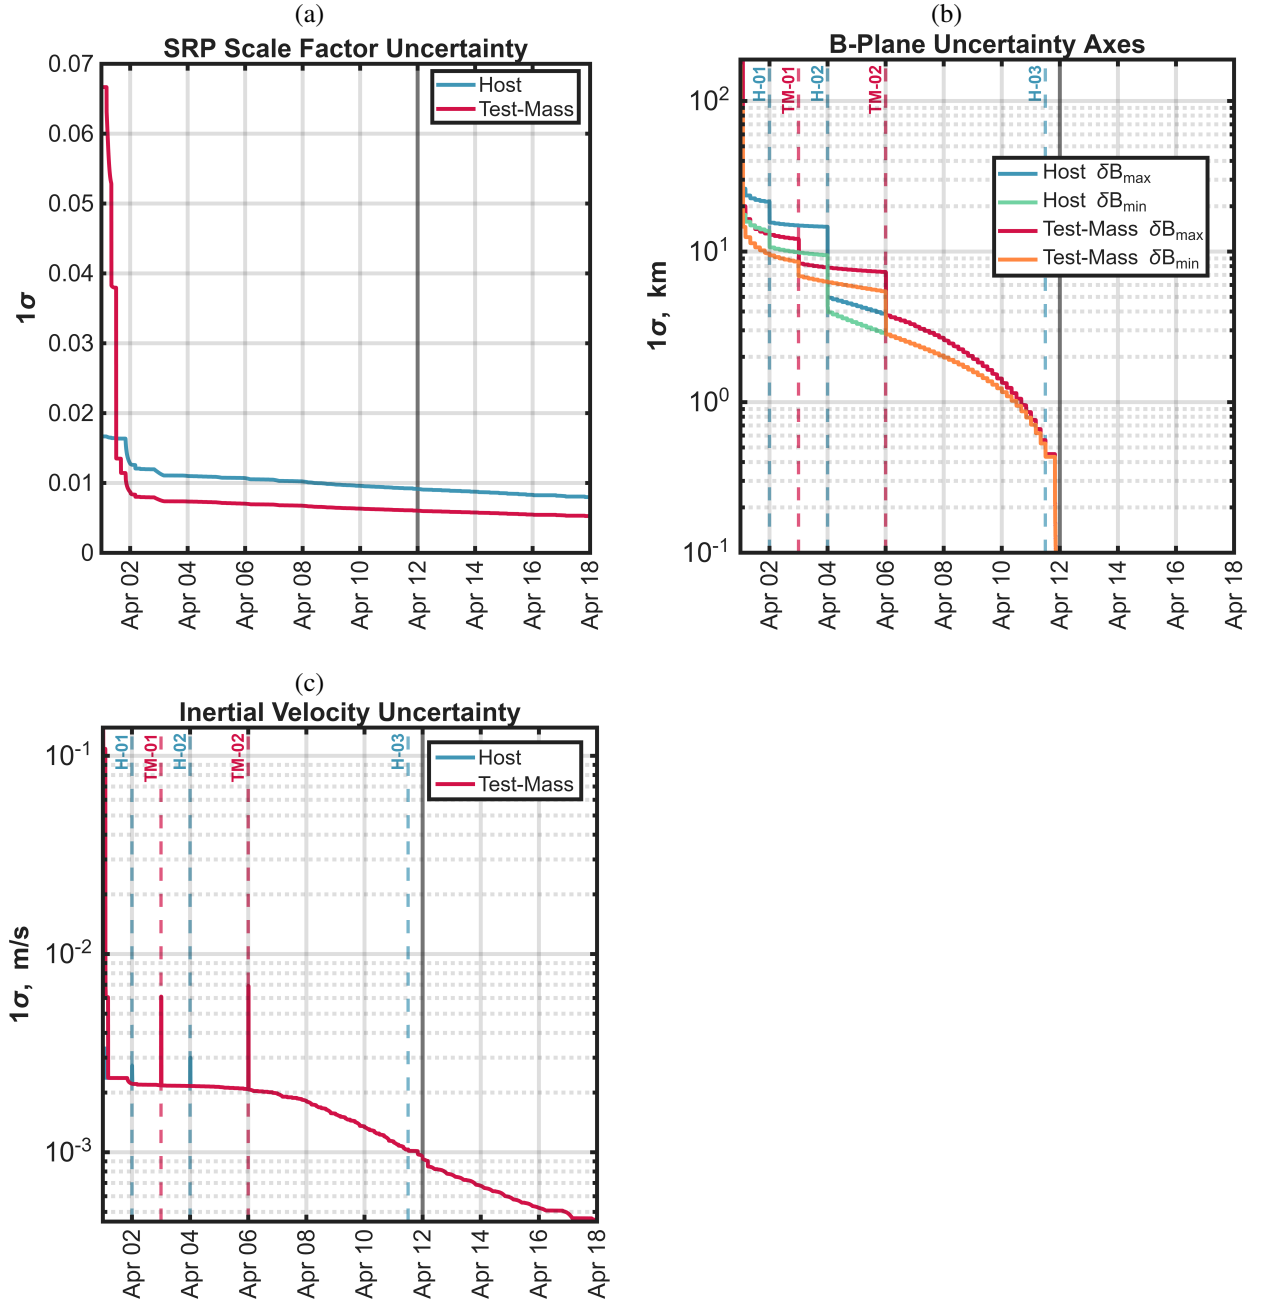 (a)
SRP Scale Factor Uncertainty
0.07
0.06
0.05
0.04
0.03
0.02
0.01
0
1σ
Host
Test-Mass
Apr 02
Apr 04
Apr 06
Apr 08
Apr 10
Apr 12
Apr 14
Apr 16
Apr 18
(b)
B-Plane Uncertainty Axes
10²
10¹
10⁰
10⁻¹
1σ, km
H-01
TM-01
H-02
TM-02
H-03
Host δBmax
Host δBmin
Test-Mass δBmax
Test-Mass δBmin
Apr 02
Apr 04
Apr 06
Apr 08
Apr 10
Apr 12
Apr 14
Apr 16
Apr 18
(c)
Inertial Velocity Uncertainty
10⁻¹
10⁻²
10⁻³
1σ, m/s
H-01
TM-01
H-02
TM-02
H-03
Host
Test-Mass
Apr 02
Apr 04
Apr 06
Apr 08
Apr 10
Apr 12
Apr 14
Apr 16
Apr 18